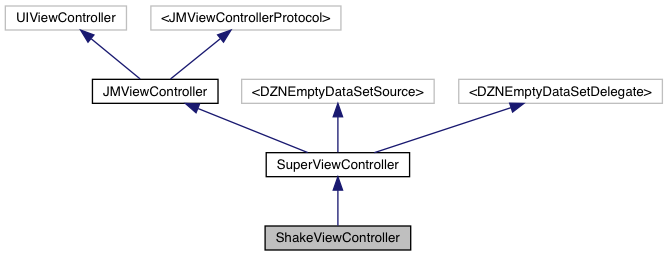 UIViewController
<JMViewControllerProtocol>
JMViewController
<DZNEmptyDataSetSource>
<DZNEmptyDataSetDelegate>
SuperViewController
ShakeViewController